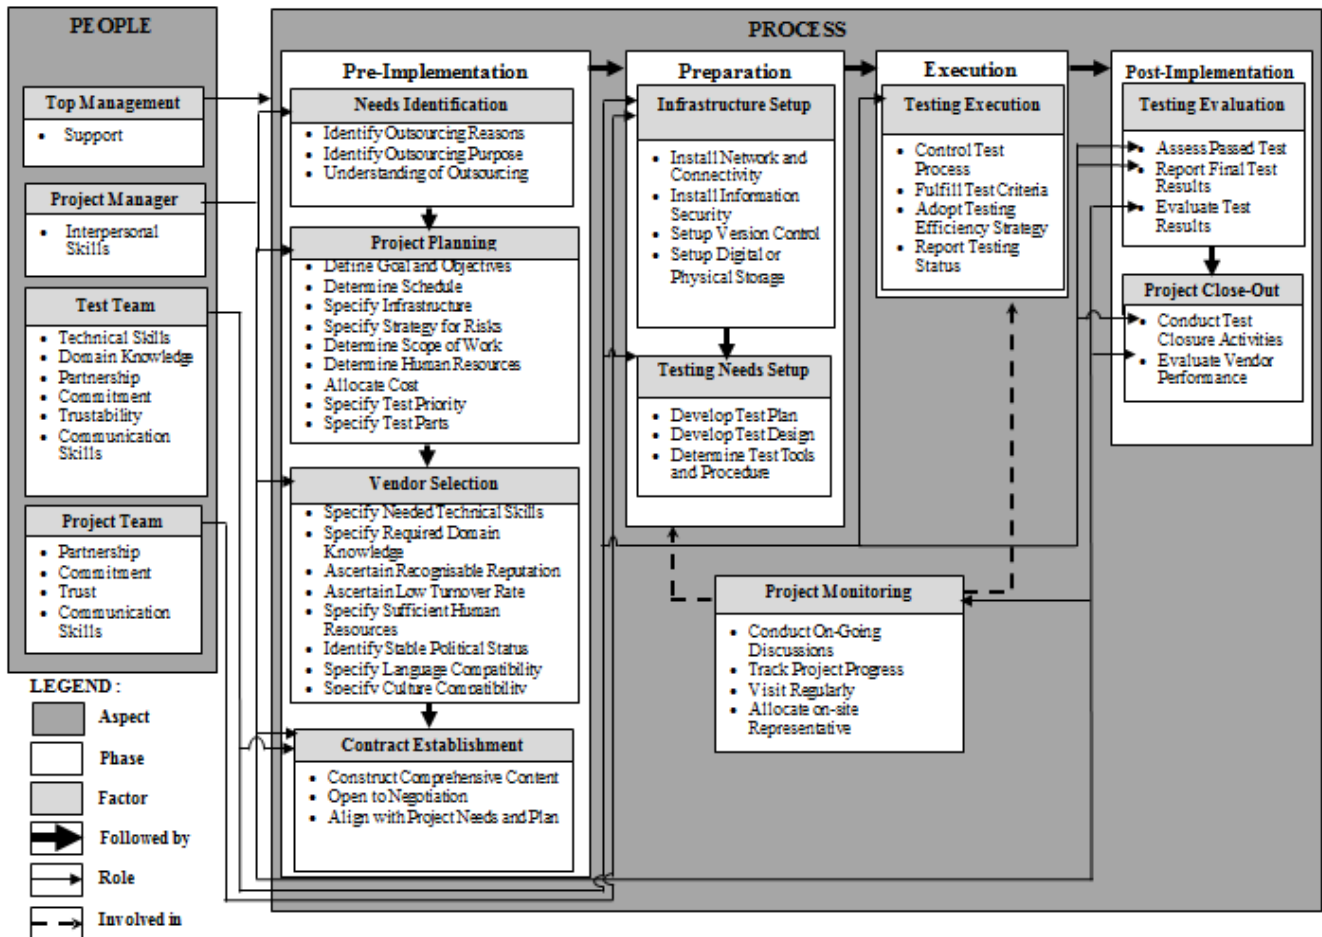 PEOPLE
Top Management
• Support
Project Manager
• Interpersonal
Skills
Test Team
• Technical Skills
• Domain Knowledge
• Partnership
• Commitment
• Trustability
• Communication
Skills
Project Team
• Partnership
• Commitment
• Trust
• Communication
Skills
LEGEND :
Aspect
Phase
Factor
Followed by
Role
Involved in
PROCESS
Pre-Implementation
Needs Identification
• Identify Outsourcing Reasons
• Identify Outsourcing Purpose
• Understanding of Outsourcing
Project Planning
• Define Goal and Objectives
• Determine Schedule
• Specify Infrastructure
• Specify Strategy for Risks
• Determine Scope of Work
• Determine Human Resources
• Allocate Cost
• Specify Test Priority
• Specify Test Parts
Vendor Selection
• Specify Needed Technical Skills
• Specify Required Domain
Knowledge
• Ascertain Recognisable Reputation
• Ascertain Low Turnover Rate
• Specify Sufficient Human
Resources
• Identify Stable Political Status
• Specify Language Compatibility
• Specify Culture Compatibility
Contract Establishment
• Construct Comprehensive Content
• Open to Negotiation
• Align with Project Needs and Plan
Preparation
Infrastructure Setup
• Install Network and
Connectivity
• Install Information
Security
• Setup Version Control
• Setup Digital or
Physical Storage
Testing Needs Setup
• Develop Test Plan
• Develop Test Design
• Determine Test Tools
and Procedure
Project Monitoring
• Conduct On-Going
Discussions
• Track Project Progress
• Visit Regularly
• Allocate on-site
Representative
Execution
Testing Execution
• Control Test
Process
• Fulfill Test Criteria
• Adopt Testing
Efficiency Strategy
• Report Testing
Status
Post-Implementation
Testing Evaluation
• Assess Passed Test
• Report Final Test
Results
• Evaluate Test
Results
Project Close-Out
• Conduct Test
Closure Activities
• Evaluate Vendor
Performance